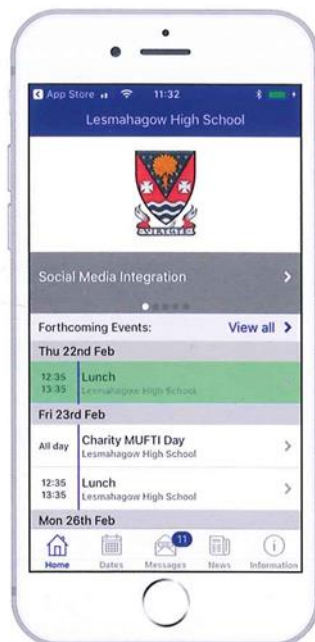 App Store 11:32
Lesmahagow High School
VIRTUTE
Social Media Integration
Forthcoming Events: View all
Thu 22nd Feb
12:35 Lunch
13:35 Lesmahagow High School
Fri 23rd Feb
All day Charity MUFTI Day
Lesmahagow High School
12:35 Lunch
13:35 Lesmahagow High School
Mon 26th Feb
11
Home Dates Messages News Information